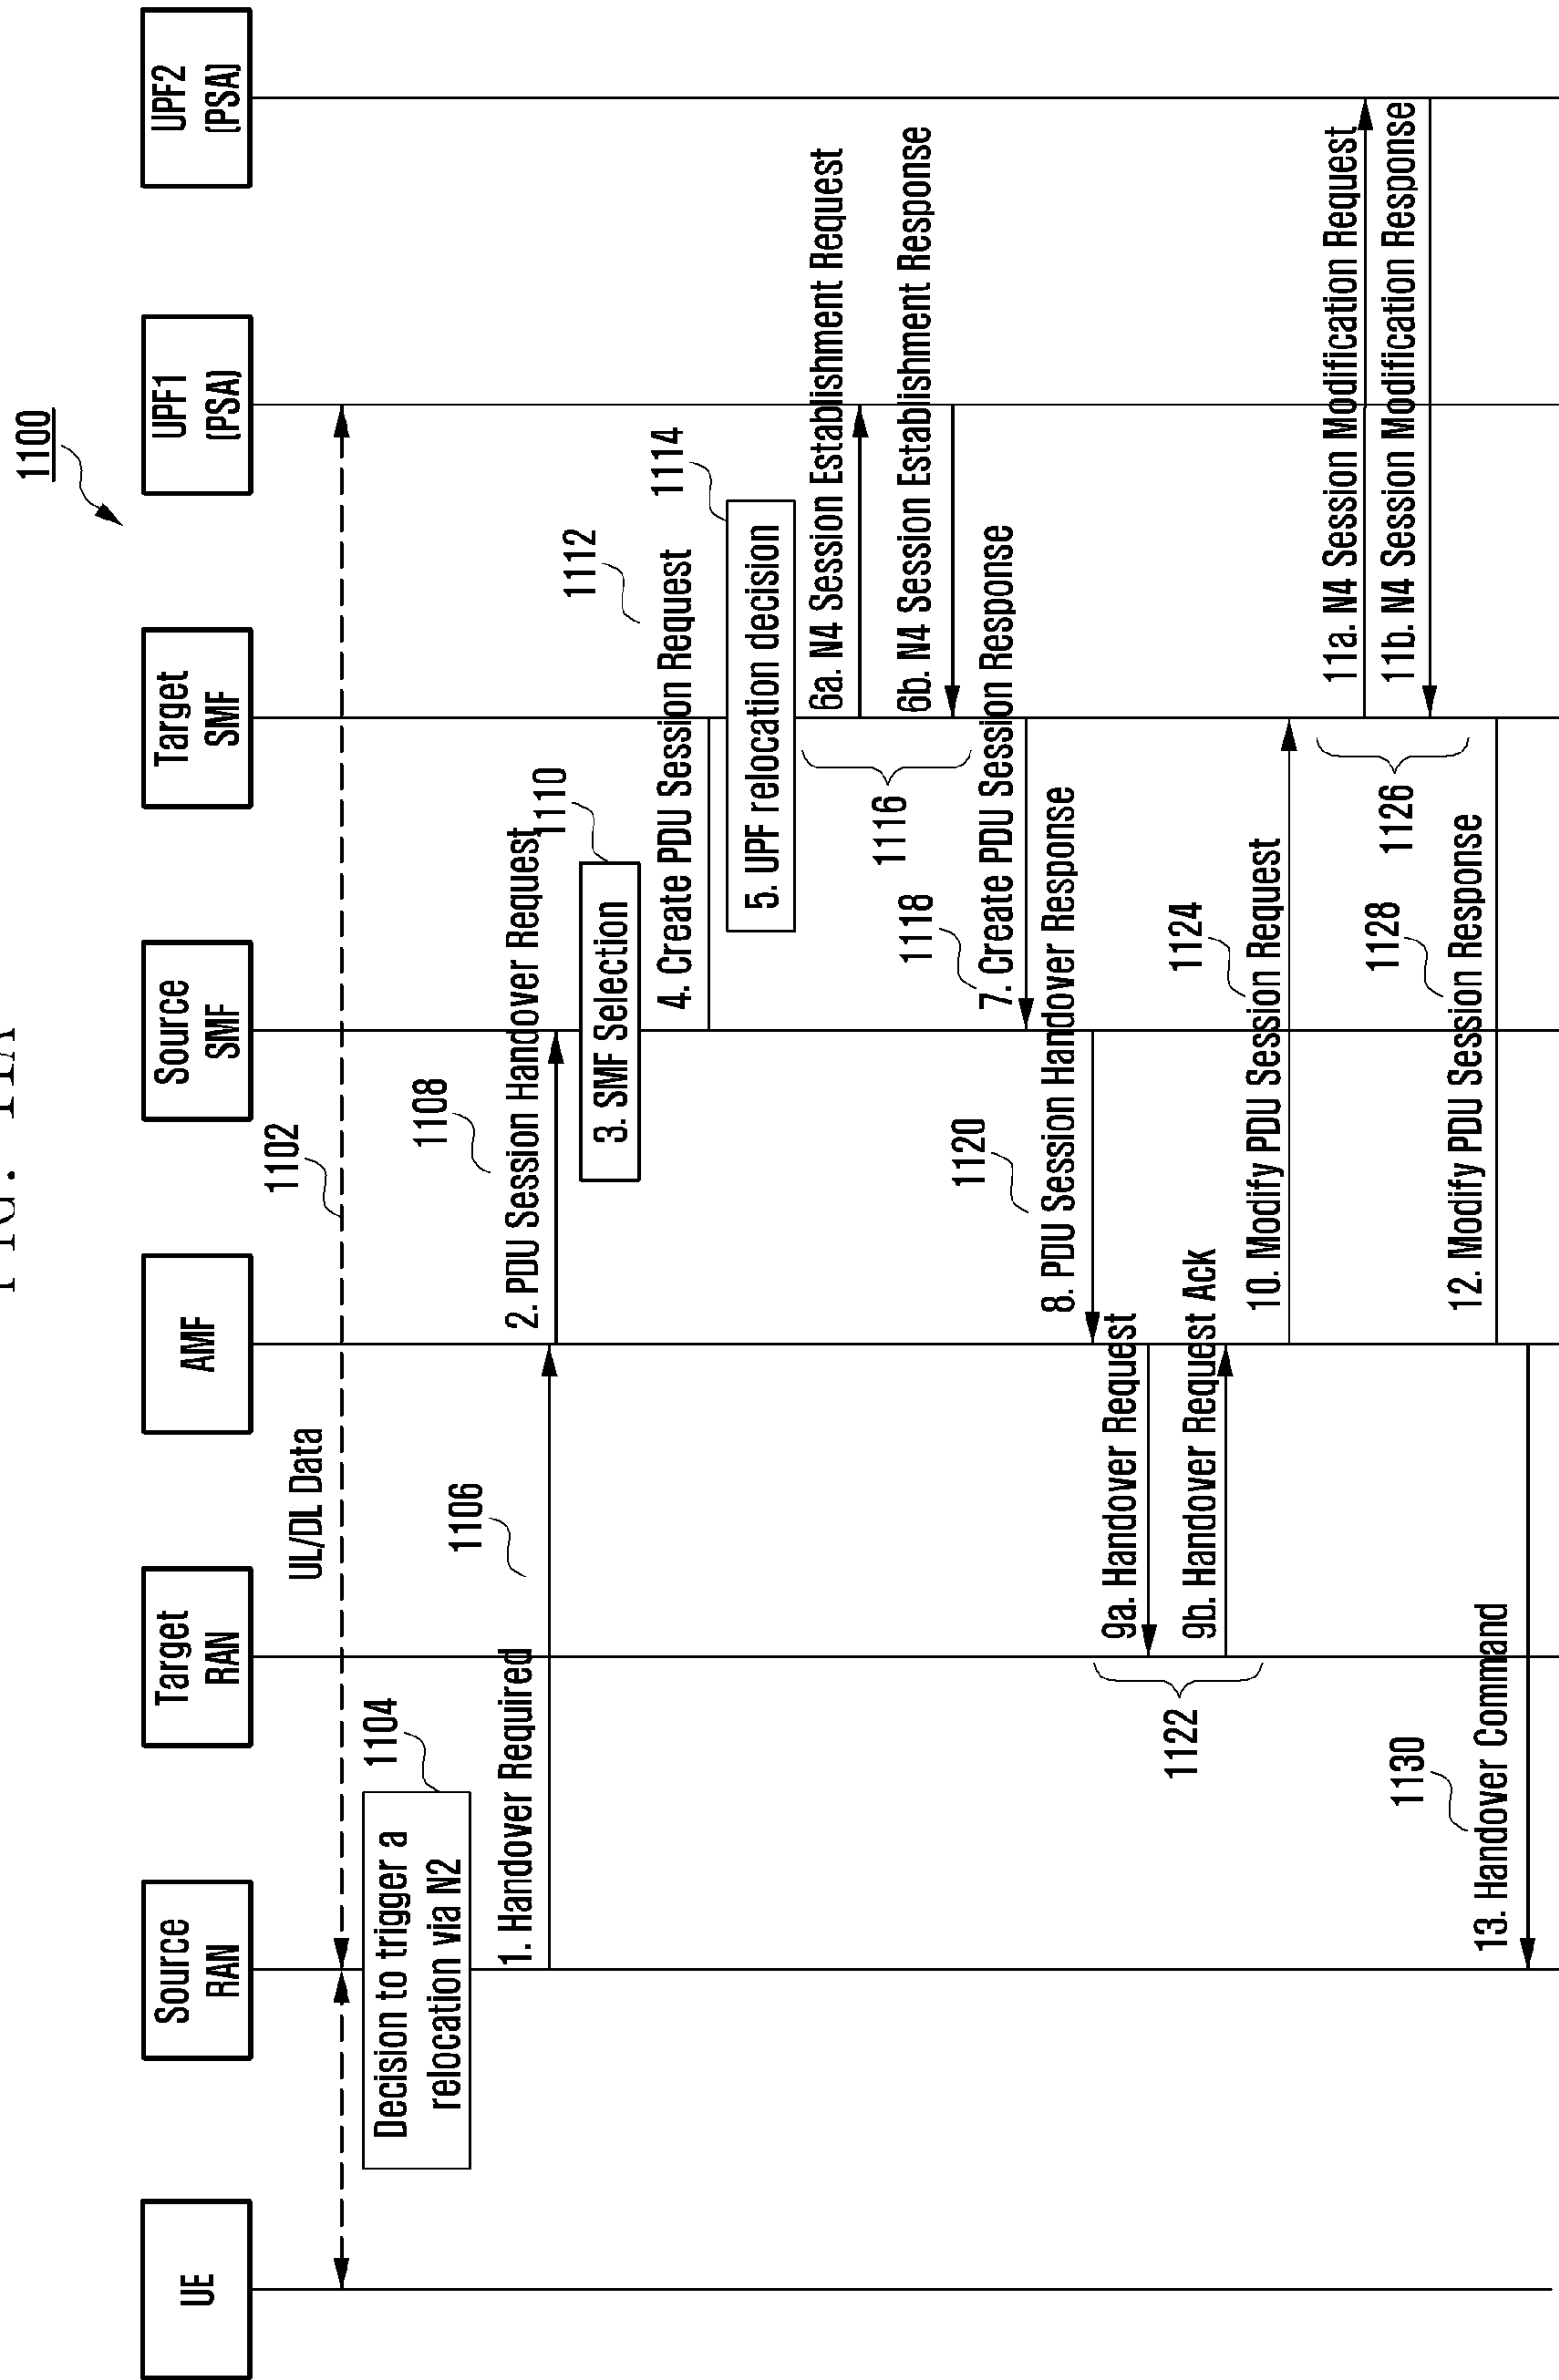 FIG. 11A
1100
UE
Source
RAN
Target
RAN
AMF
Source
SMF
Target
SMF
UPF1
(PSA)
UPF2
(PSA)
UL/DL Data
1102
Decision to trigger a
relocation via N2
1104
1. Handover Required
1106
2. PDU Session Handover Request
1108
3. SMF Selection
1110
4. Create PDU Session Request
1112
5. UPF relocation decision
1114
6a. N4 Session Establishment Request
6b. N4 Session Establishment Response
1116
7. Create PDU Session Response
1118
8. PDU Session Handover Response
1120
9a. Handover Request
9b. Handover Request Ack
1122
10. Modify PDU Session Request
1124
11a. N4 Session Modification Request
11b. N4 Session Modification Response
1126
12. Modify PDU Session Response
1128
13. Handover Command
1130